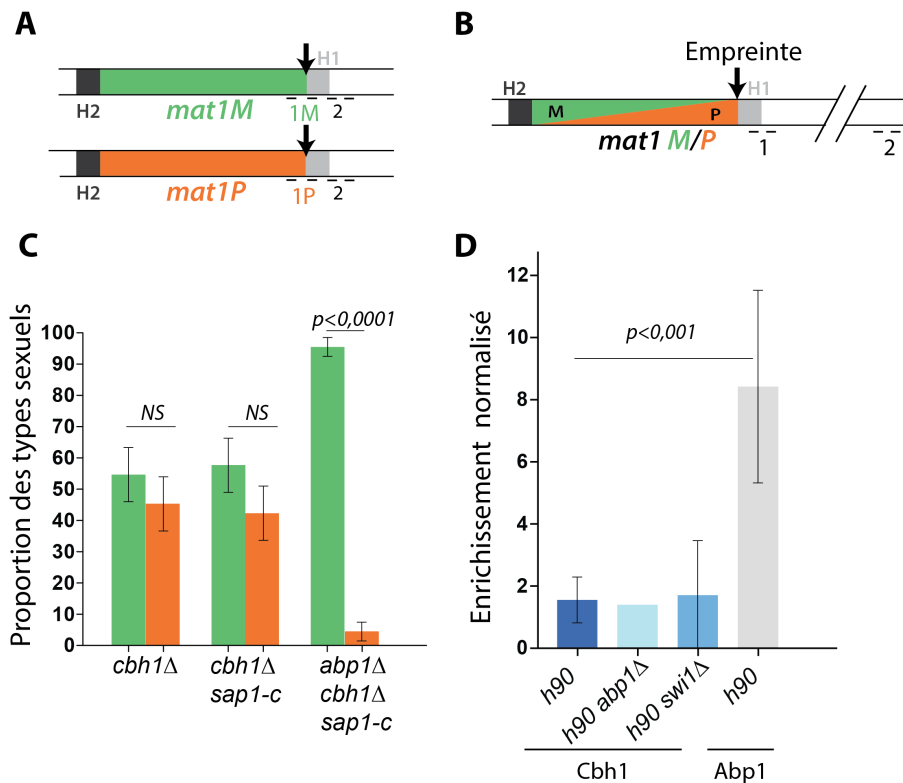 A
H1
H2
mat1M
1M
2
H2
mat1P
1P
2
B
Empreinte
H2
H1
M
P
mat1 M/P
1
2
C
Proportion des types sexuels
100
90
80
70
60
50
40
30
20
10
0
NS
NS
p<0,0001
cbh1Δ
cbh1Δ
sap1-c
abp1Δ
cbh1Δ
sap1-c
D
Enrichissement normalisé
12
10
8
6
4
2
0
p<0,001
h90
h90 abp1Δ
h90 swi1Δ
h90
Cbh1
Abp1